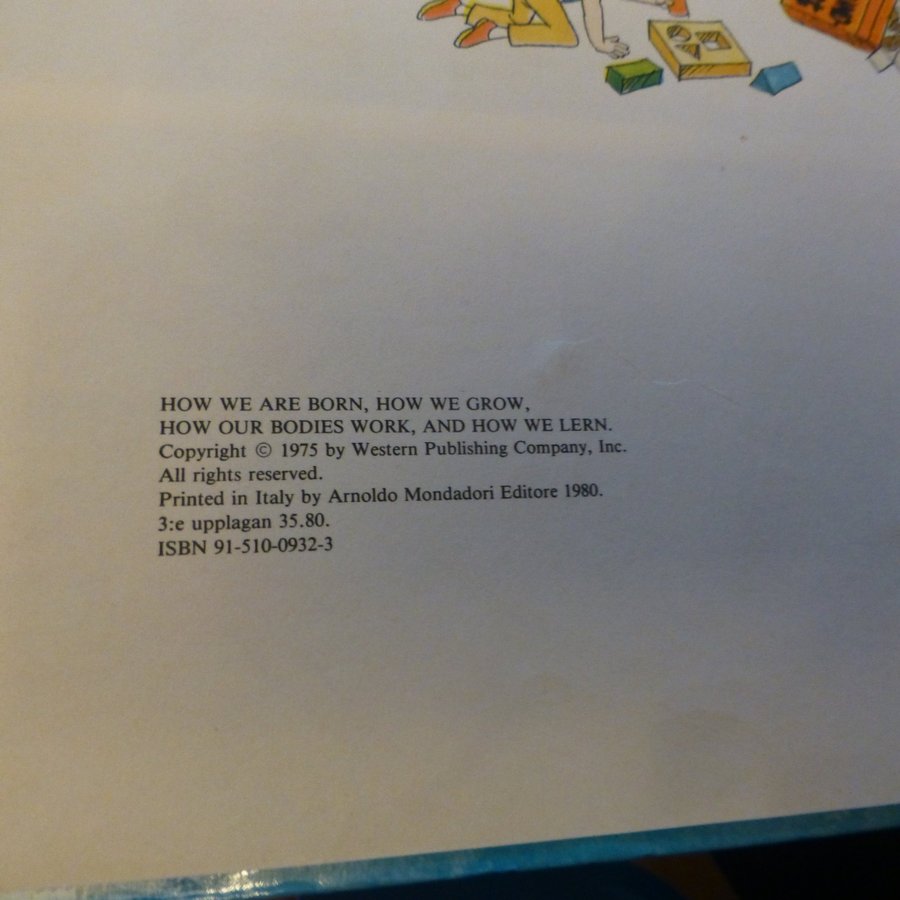 HOW WE ARE BORN, HOW WE GROW,
HOW OUR BODIES WORK, AND HOW WE LERN.
Copyright © 1975 by Western Publishing Company, Inc.
All rights reserved.
Printed in Italy by Arnoldo Mondadori Editore 1980.
3:e upplagan 35.80.
ISBN 91-510-0932-3